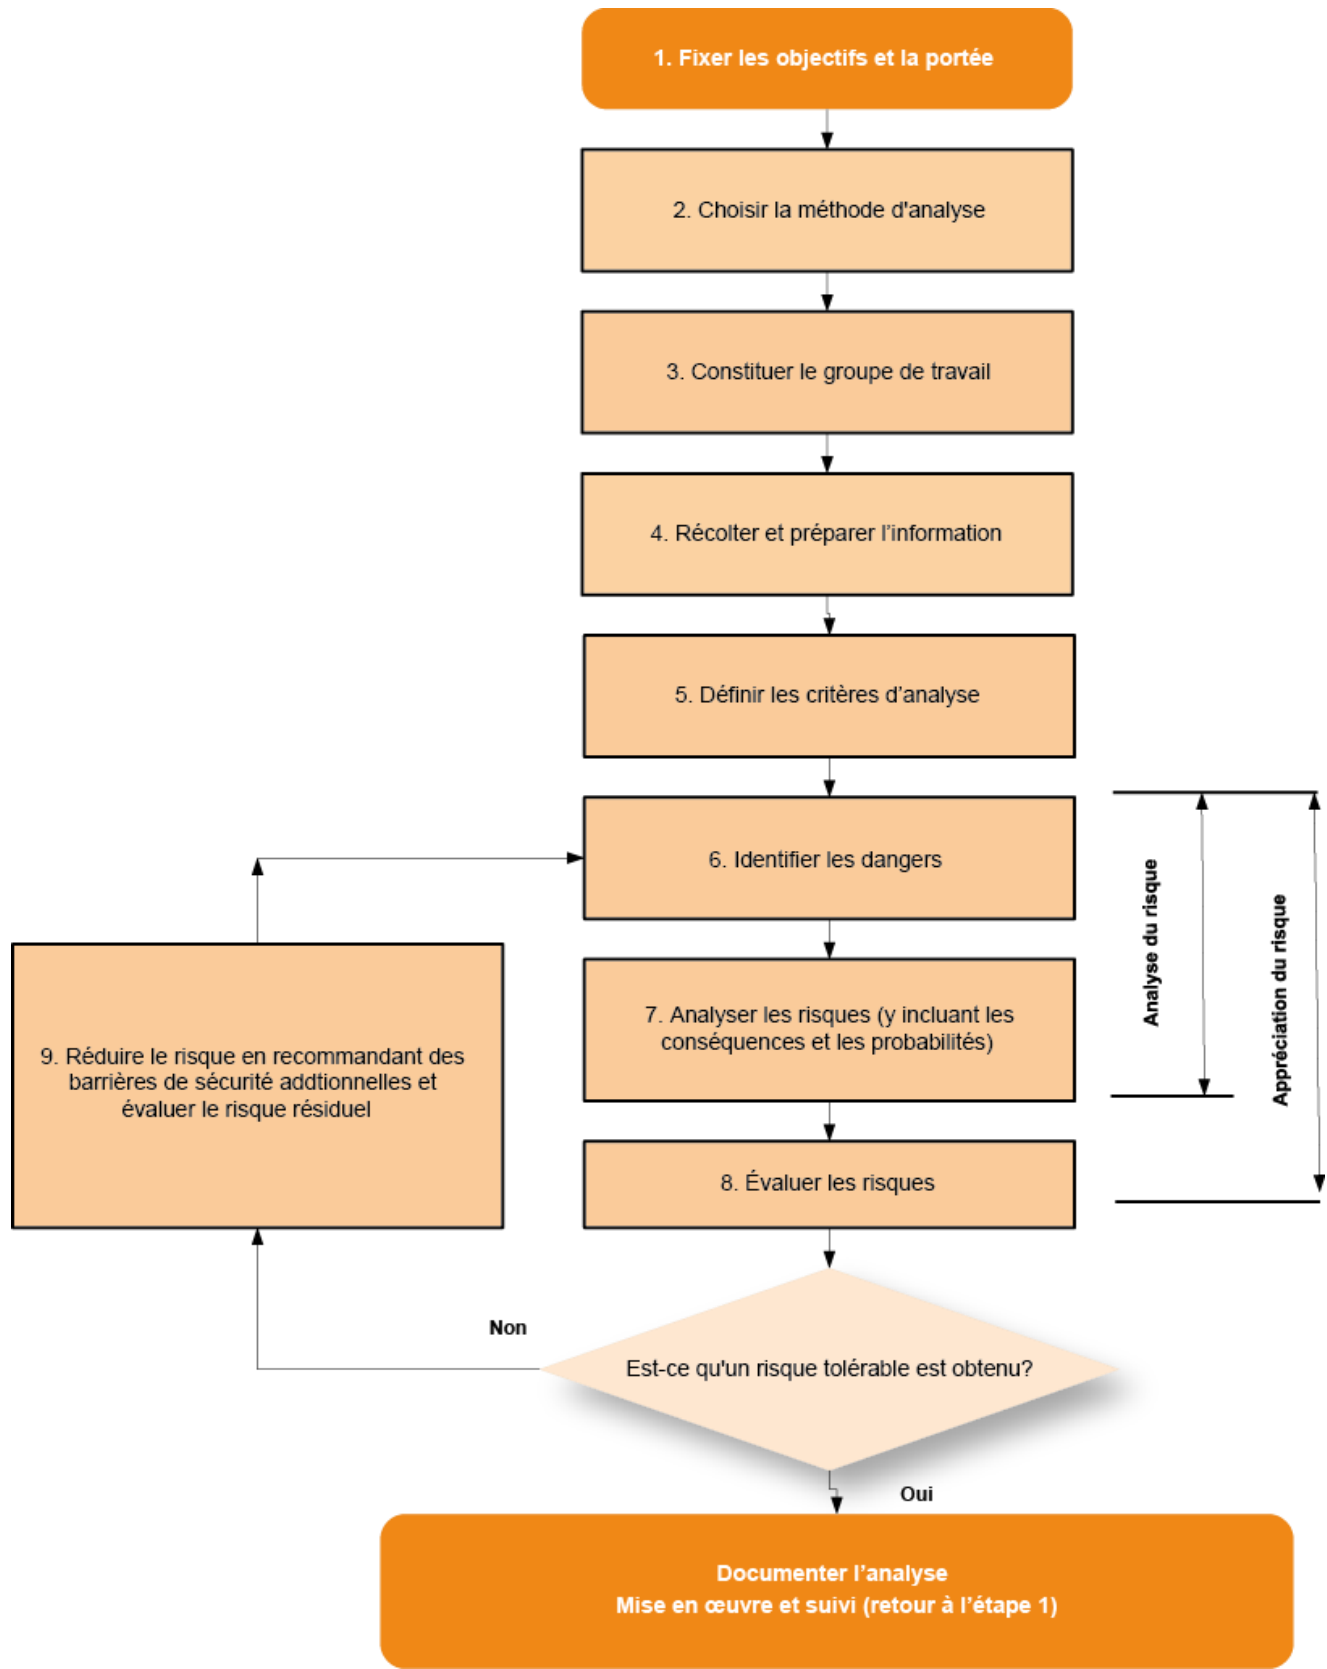 1. Fixer les objectifs et la portée
2. Choisir la méthode d'analyse
3. Constituer le groupe de travail
4. Récolter et préparer l'information
5. Définir les critères d'analyse
6. Identifier les dangers
7. Analyser les risques (y incluant les
conséquences et les probabilités)
8. Évaluer les risques
Analyse du risque
Appréciation du risque
9. Réduire le risque en recommandant des
barrières de sécurité addtionnelles et
évaluer le risque résiduel
Non
Est-ce qu'un risque tolérable est obtenu?
Oui
Documenter l'analyse
Mise en œuvre et suivi (retour à l'étape 1)